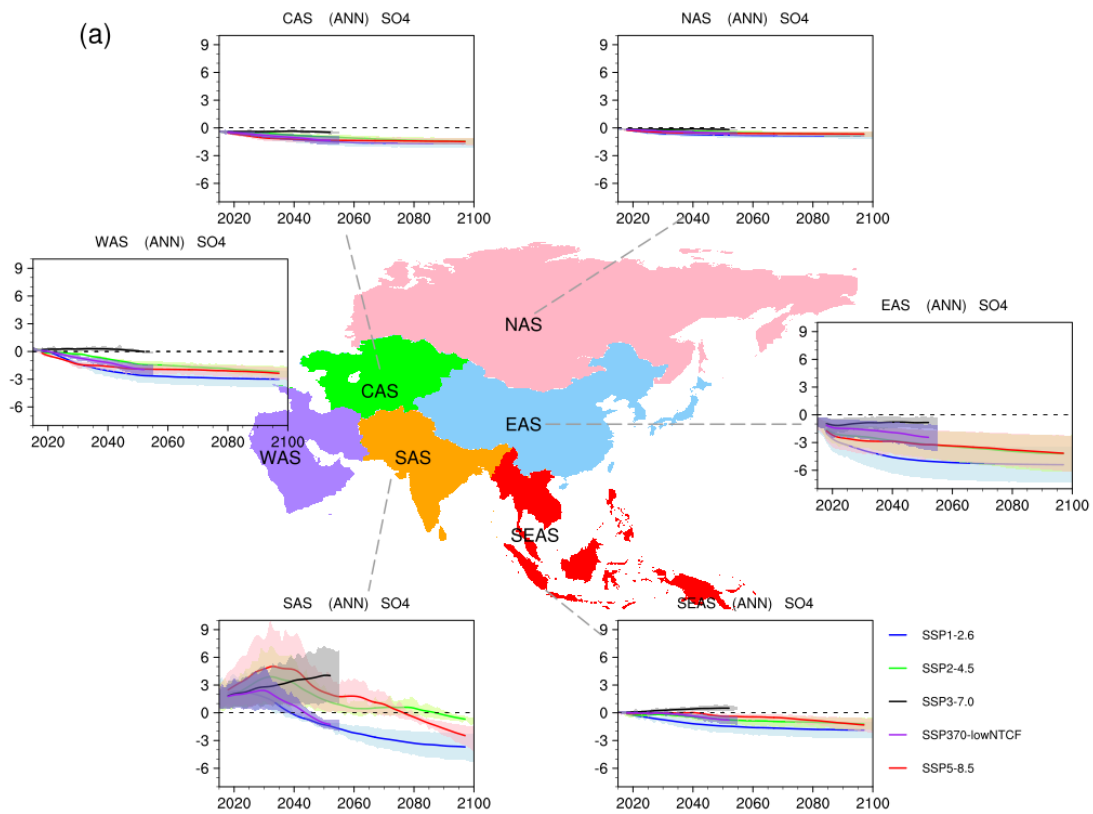 (a)
CAS (ANN) SO4
9
6
3
0
-3
-6
2020 2040 2060 2080 2100
NAS (ANN) SO4
9
6
3
0
-3
-6
2020 2040 2060 2080 2100
WAS (ANN) SO4
9
6
3
0
-3
-6
2020 2040 2060 2080 2100
EAS (ANN) SO4
9
6
3
0
-3
-6
2020 2040 2060 2080 2100
NAS
CAS
EAS
WAS
SAS
SEAS
SAS (ANN) SO4
9
6
3
0
-3
-6
2020 2040 2060 2080 2100
SEAS (ANN) SO4
9
6
3
0
-3
-6
2020 2040 2060 2080 2100
SSP1-2.6
SSP2-4.5
SSP3-7.0
SSP370-lowNTCF
SSP5-8.5